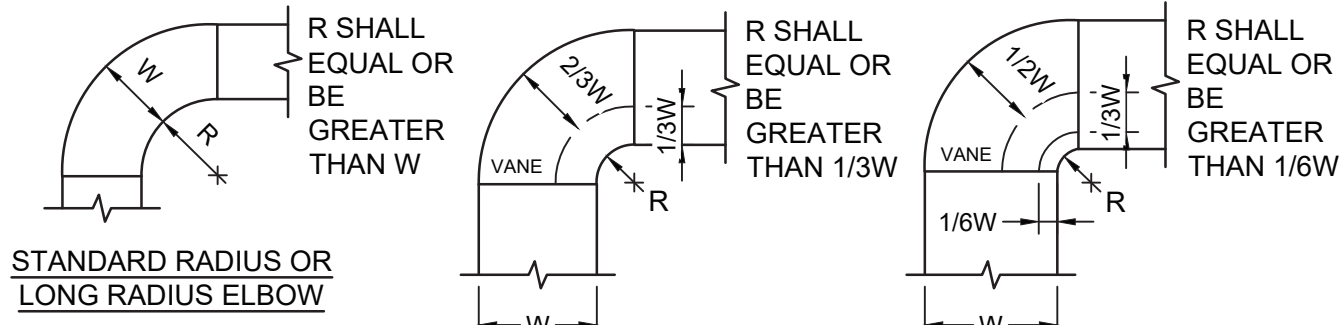 W
R
R SHALL
EQUAL OR
BE
GREATER
THAN W
STANDARD RADIUS OR
LONG RADIUS ELBOW
2/3W
1/3W
VANE
R
W
R SHALL
EQUAL OR
BE
GREATER
THAN 1/3W
1/2W
1/3W
VANE
R
1/6W
W
R SHALL
EQUAL OR
BE
GREATER
THAN 1/6W